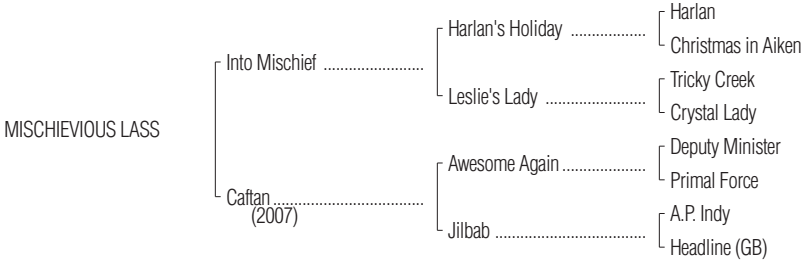 Harlan
Harlan's Holiday ....................
Christmas in Aiken
Into Mischief ...........................
Tricky Creek
Leslie's Lady ...........................
Crystal Lady
MISCHIEVIOUS LASS
Deputy Minister
Awesome Again ......................
Primal Force
Caftan ........................................
(2007)
A.P. Indy
Jilbab ........................................
Headline (GB)